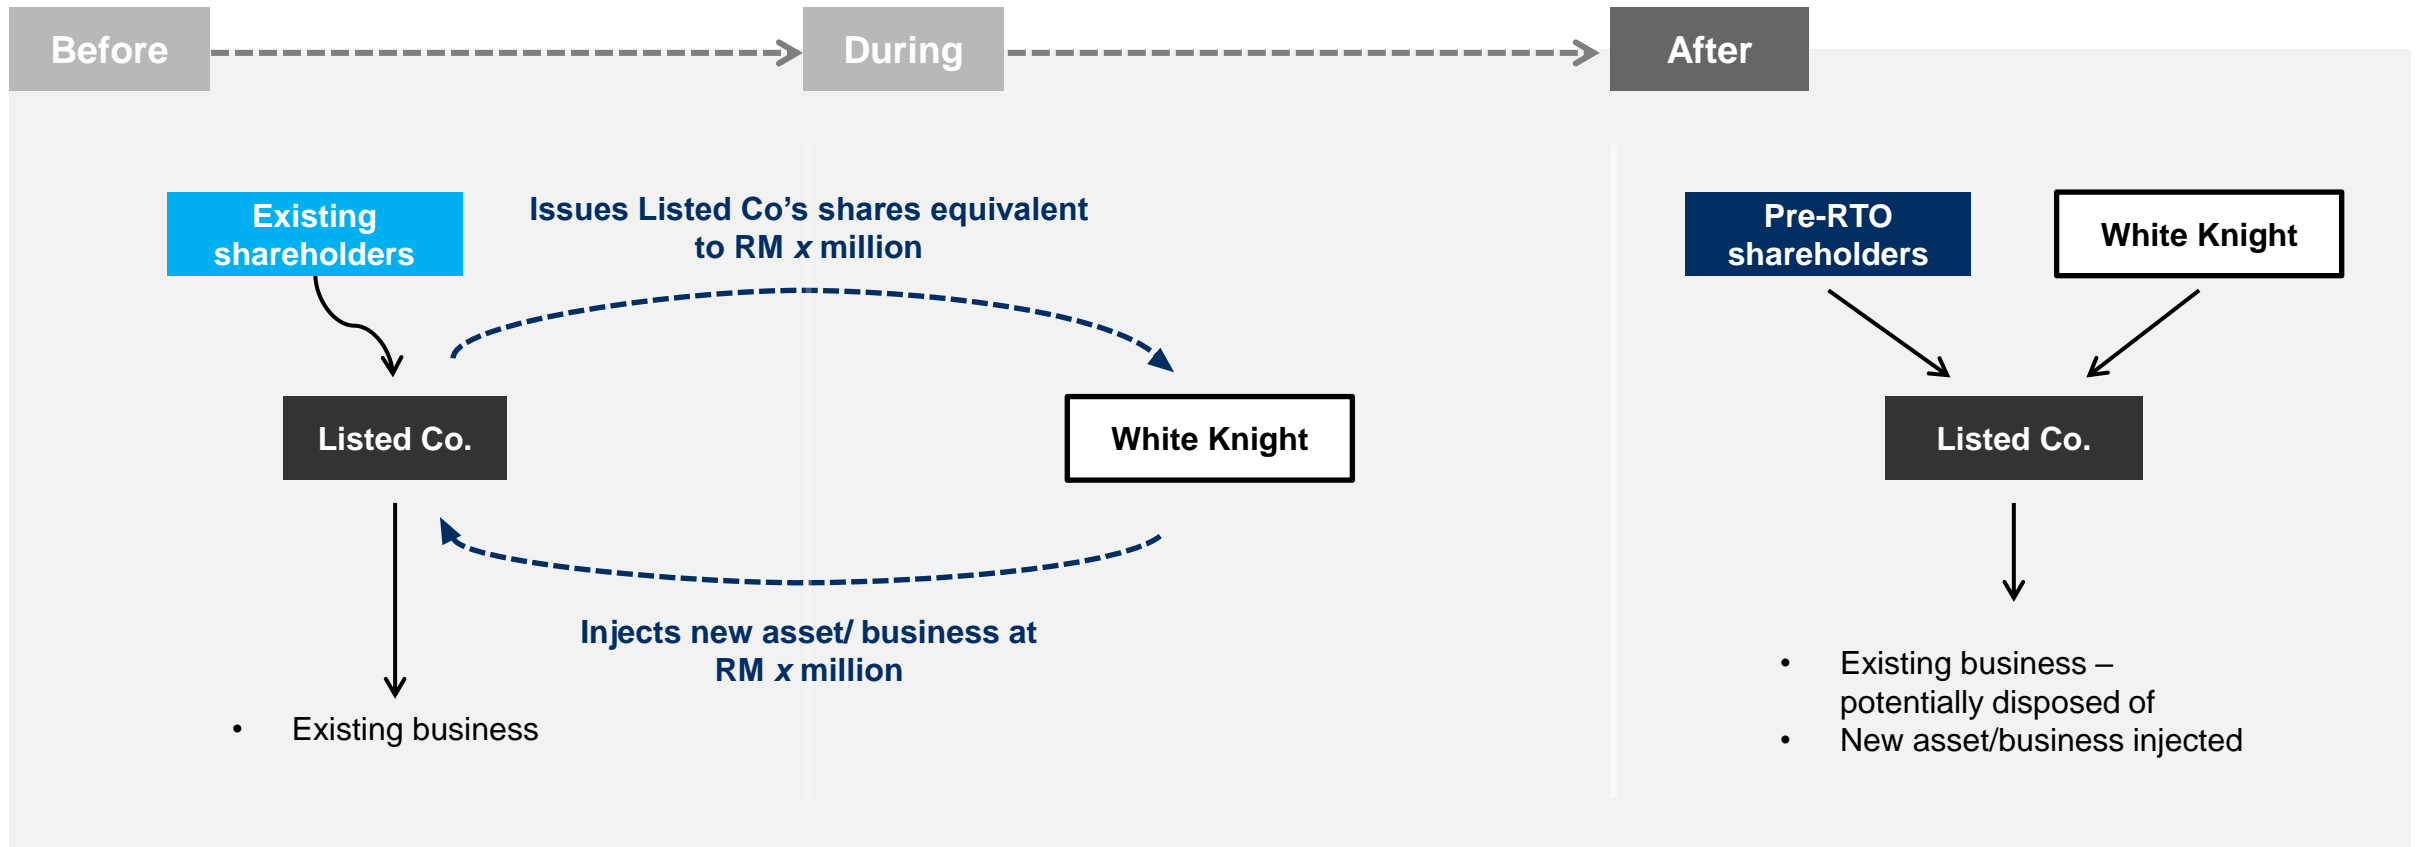 Before
During
After
Existing
shareholders
Issues Listed Co’s shares equivalent
to RM x million
Listed Co.
White Knight
Injects new asset/ business at
RM x million
• Existing business
Pre-RTO
shareholders
White Knight
Listed Co.
• Existing business –
potentially disposed of
• New asset/business injected